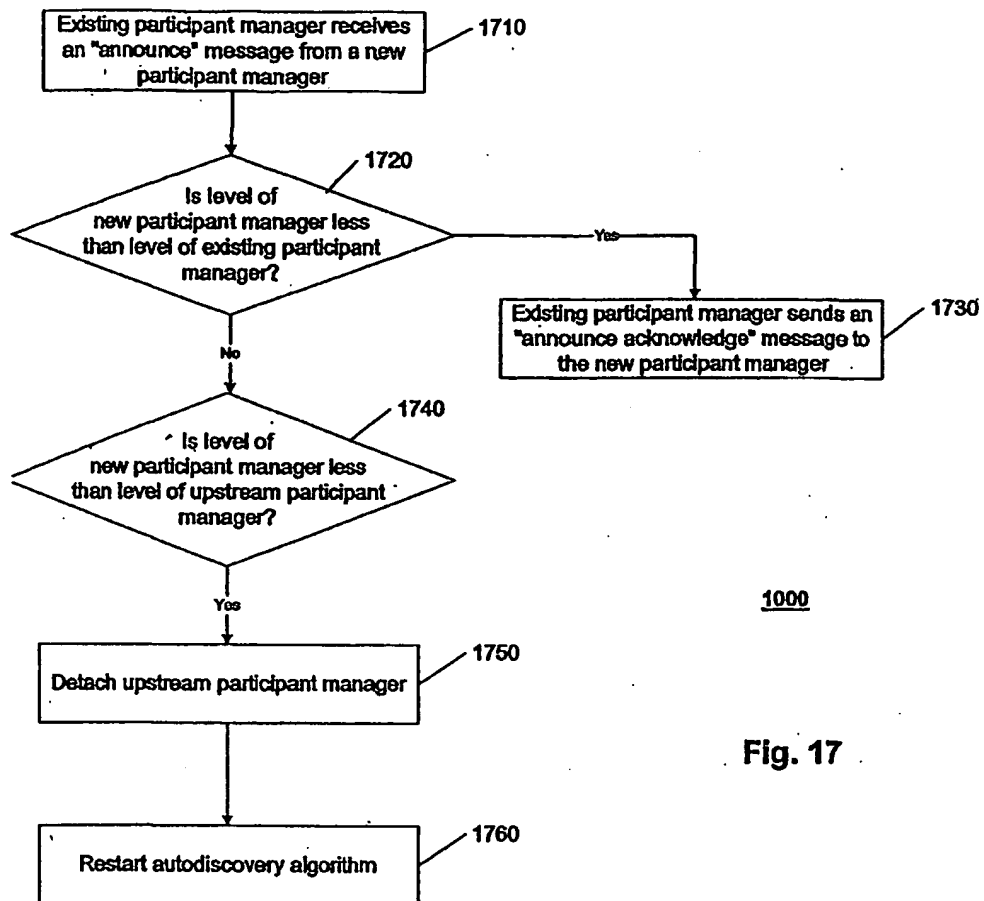 Existing participant manager receives
an "announce" message from a new
participant manager
1710
1720
Is level of
new participant manager less
than level of existing participant
manager?
Yes
Existing participant manager sends an
"announce acknowledge" message to
the new participant manager
1730
No
1740
Is level of
new participant manager less
than level of upstream participant
manager?
Yes
1000
Detach upstream participant manager
1750
Fig. 17
Restart autodiscovery algorithm
1760